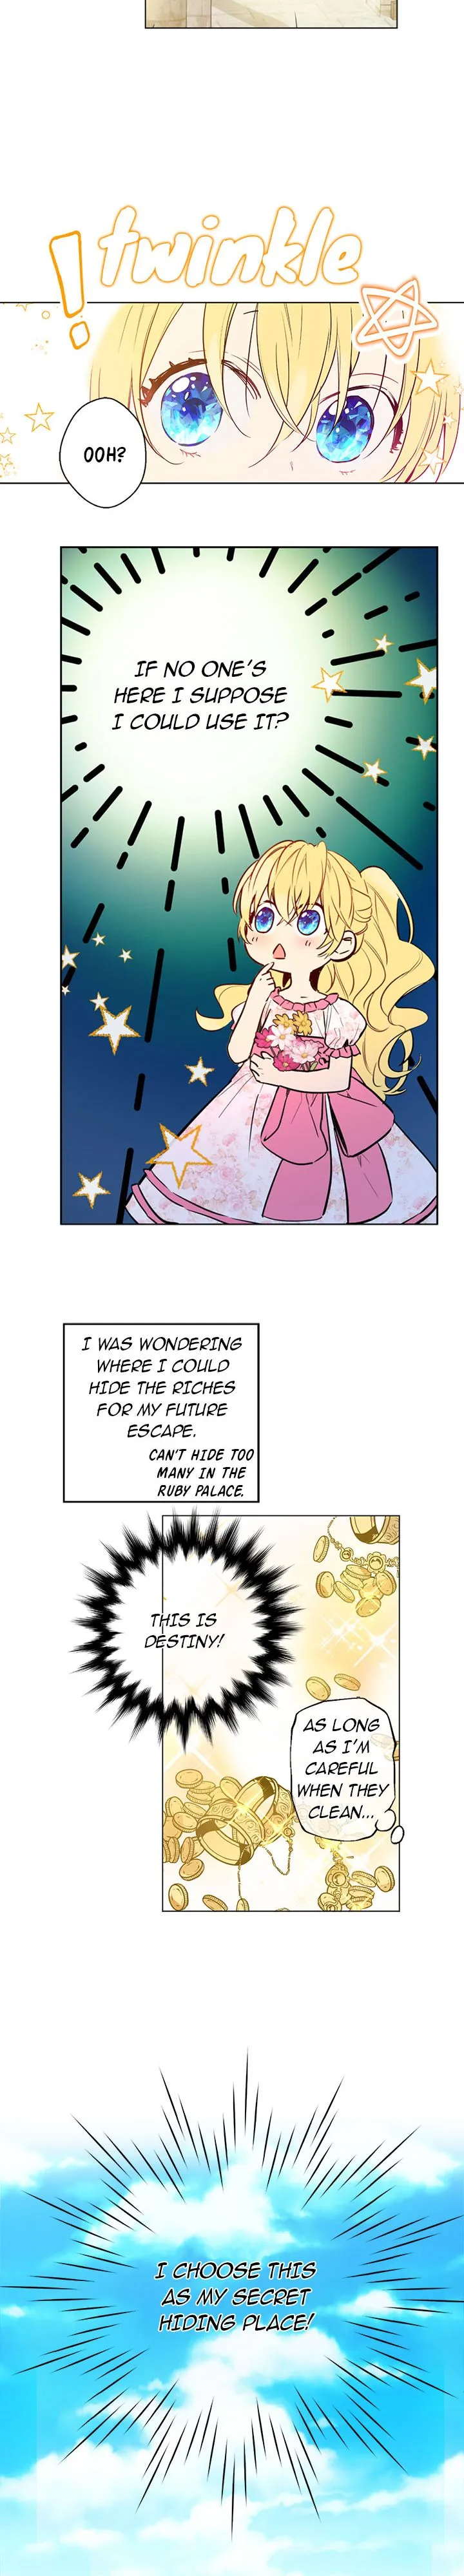 ! twinkle
OOH?
IF NO ONE'S
HERE I SUPPOSE
I COULD USE IT?
I WAS WONDERING
WHERE I COULD
HIDE THE RICHES
FOR MY FUTURE
ESCAPE.
CAN'T HIDE TOO
MANY IN THE
RUBY PALACE.
THIS IS
DESTINY!
AS LONG
AS I'M
CAREFUL
WHEN THEY
CLEAN...
I CHOOSE THIS
AS MY SECRET
HIDING PLACE!